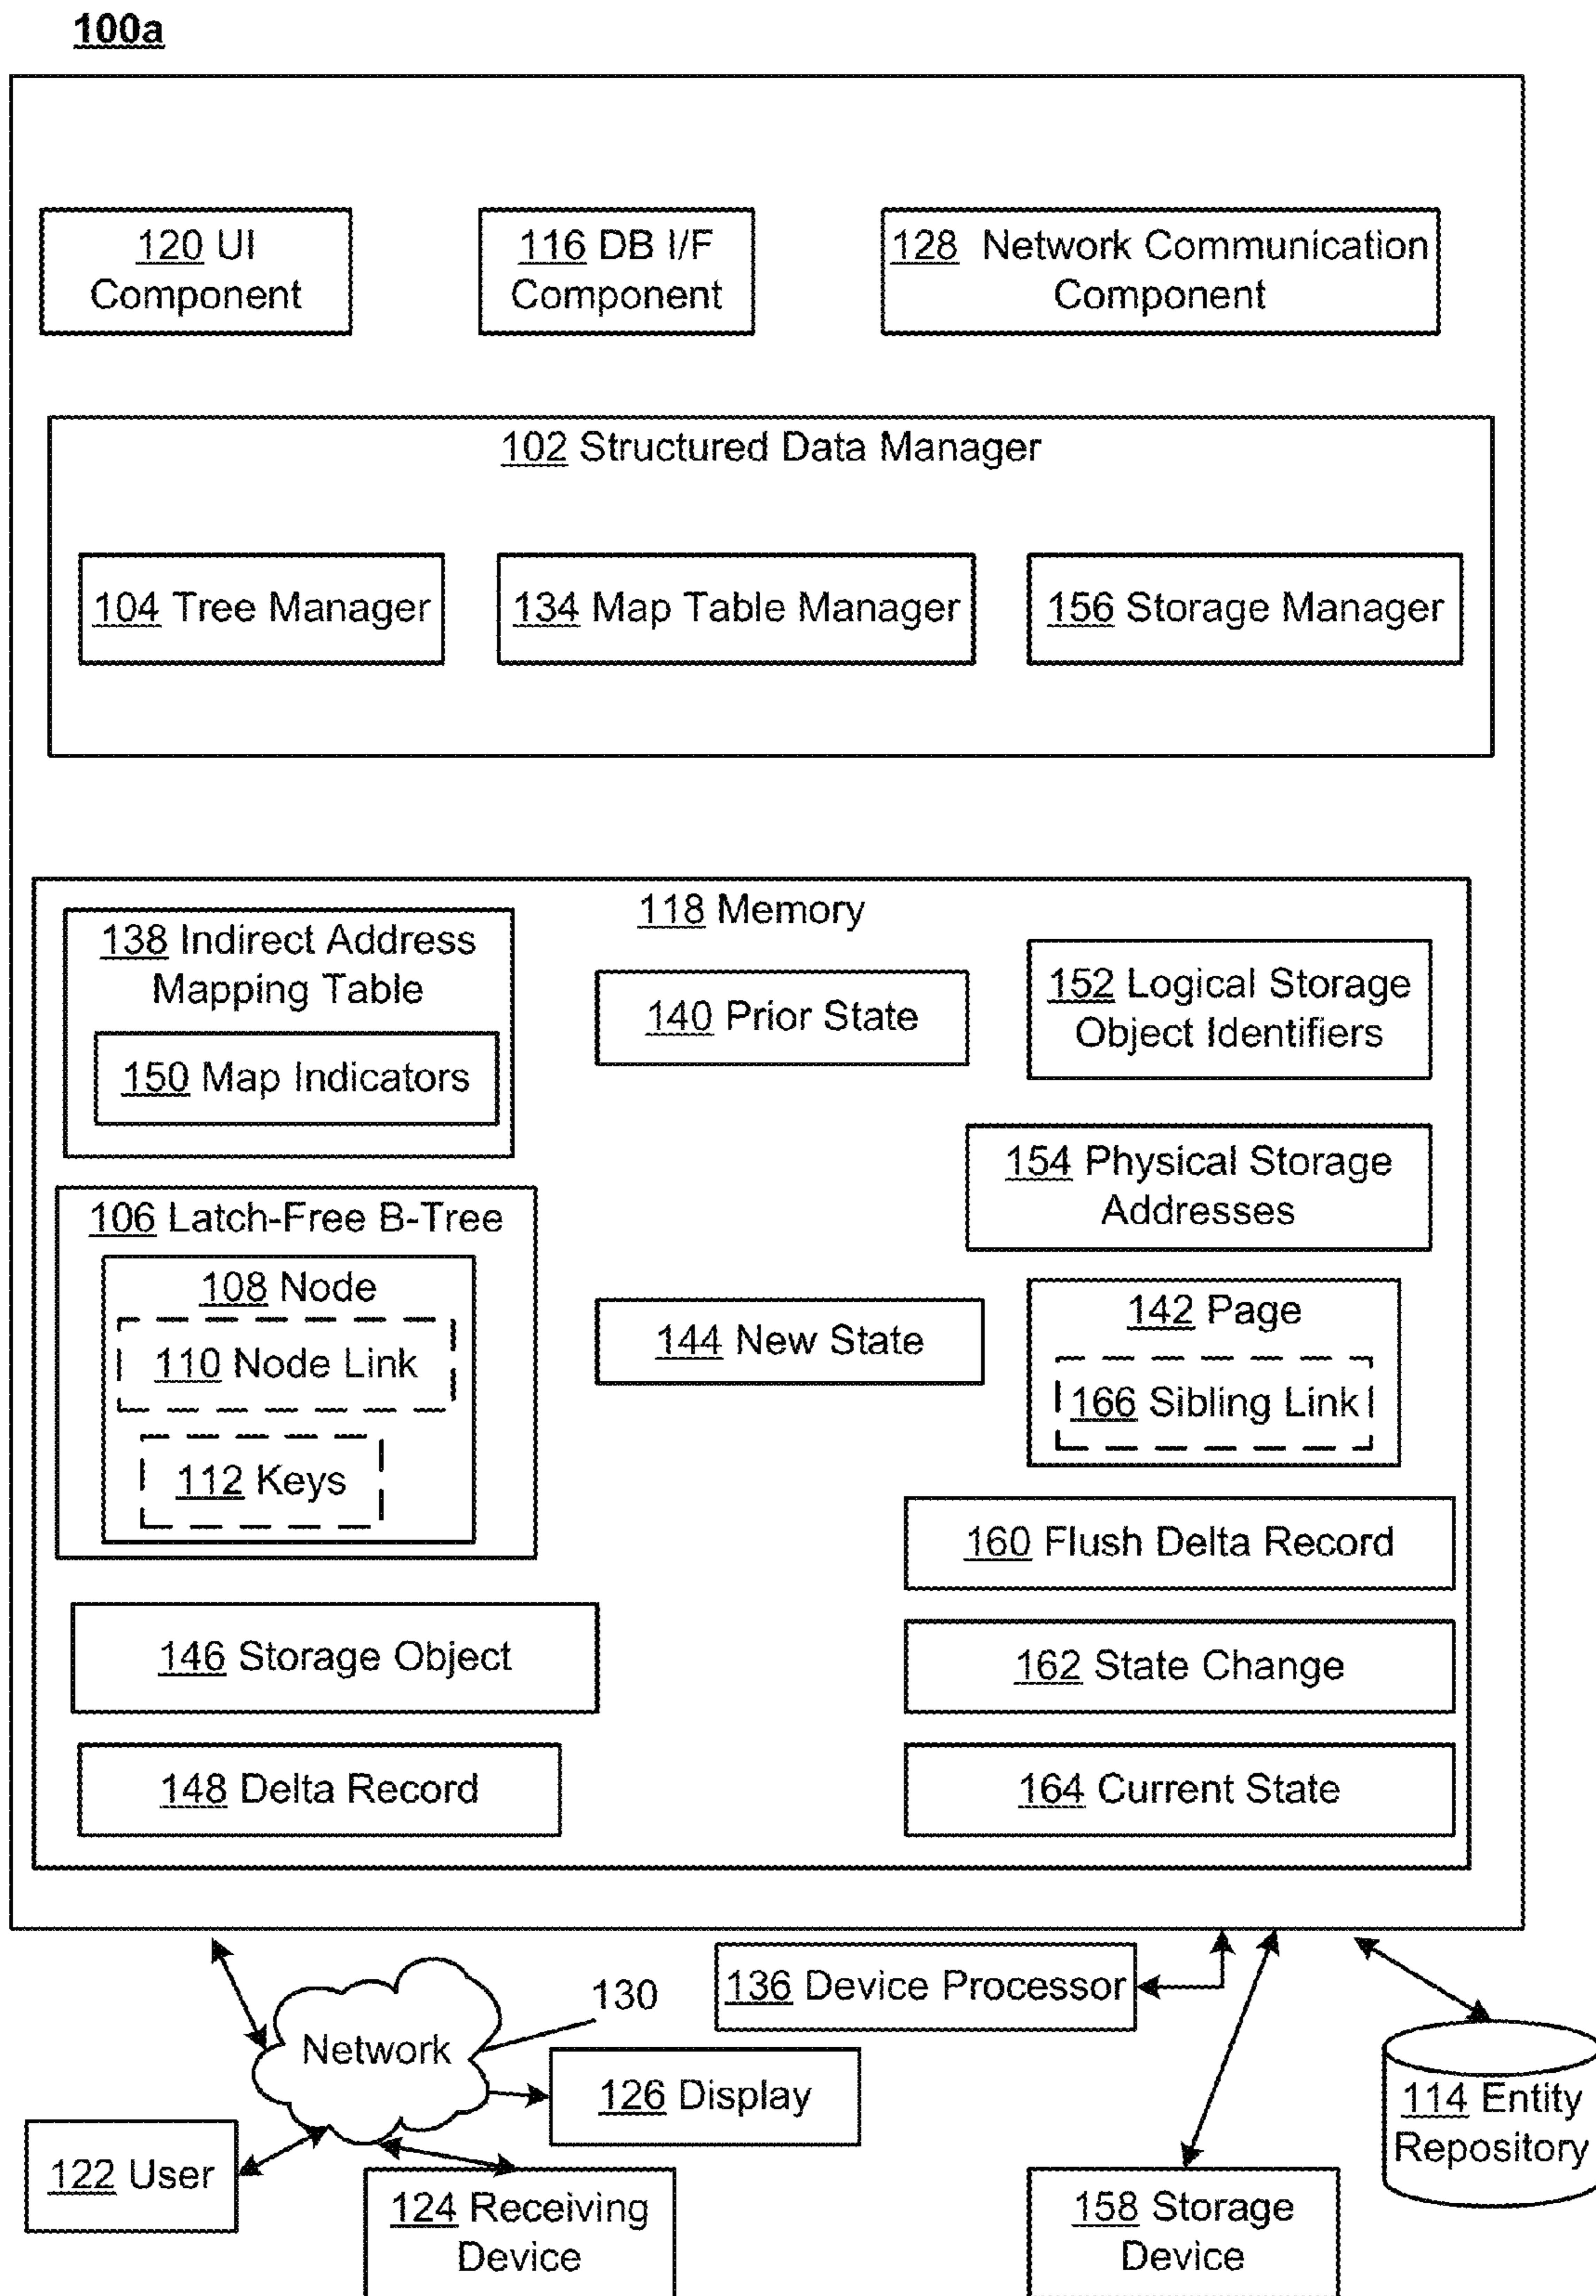 100a
120 UI
Component
116 DB I/F
Component
128 Network Communication
Component
102 Structured Data Manager
104 Tree Manager
134 Map Table Manager
156 Storage Manager
118 Memory
138 Indirect Address
Mapping Table
150 Map Indicators
140 Prior State
152 Logical Storage
Object Identifiers
154 Physical Storage
Addresses
106 Latch-Free B-Tree
108 Node
110 Node Link
112 Keys
144 New State
142 Page
166 Sibling Link
160 Flush Delta Record
146 Storage Object
162 State Change
148 Delta Record
164 Current State
136 Device Processor
130
Network
126 Display
114 Entity
Repository
122 User
124 Receiving
Device
158 Storage
Device